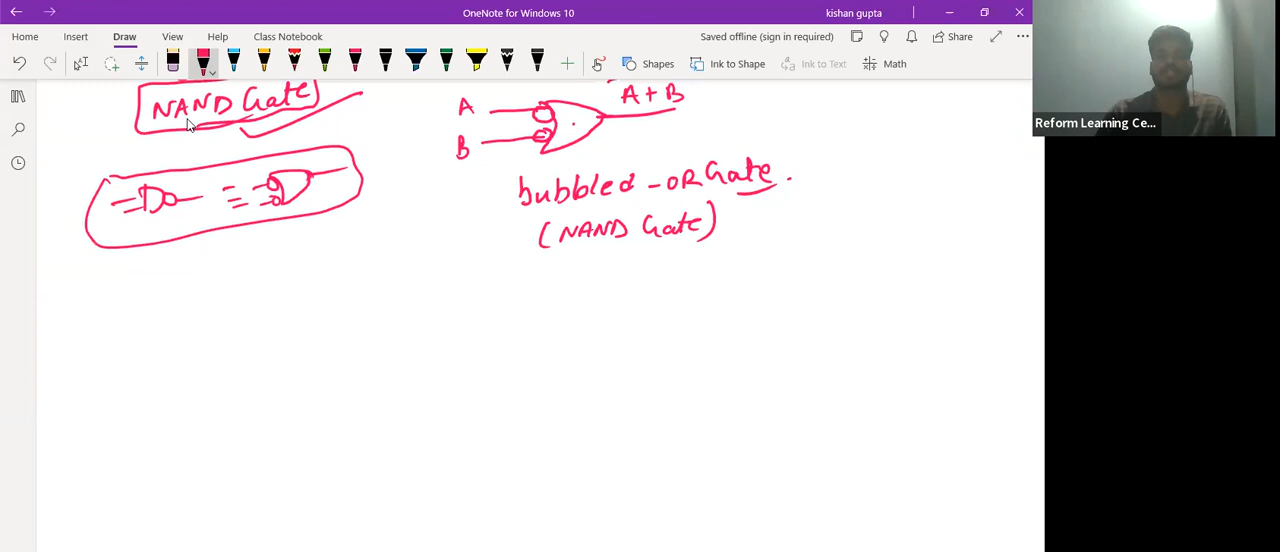 OneNote for Windows 10
kishan gupta
Home Insert Draw View Help Class Notebook
Saved offline (sign in required)
Share
Shapes
Ink to Shape
Ink to Text
Math
Reform Learning Ce...
NAND Gate
A
B
A + B
bubbled - OR Gate.
(NAND Gate)